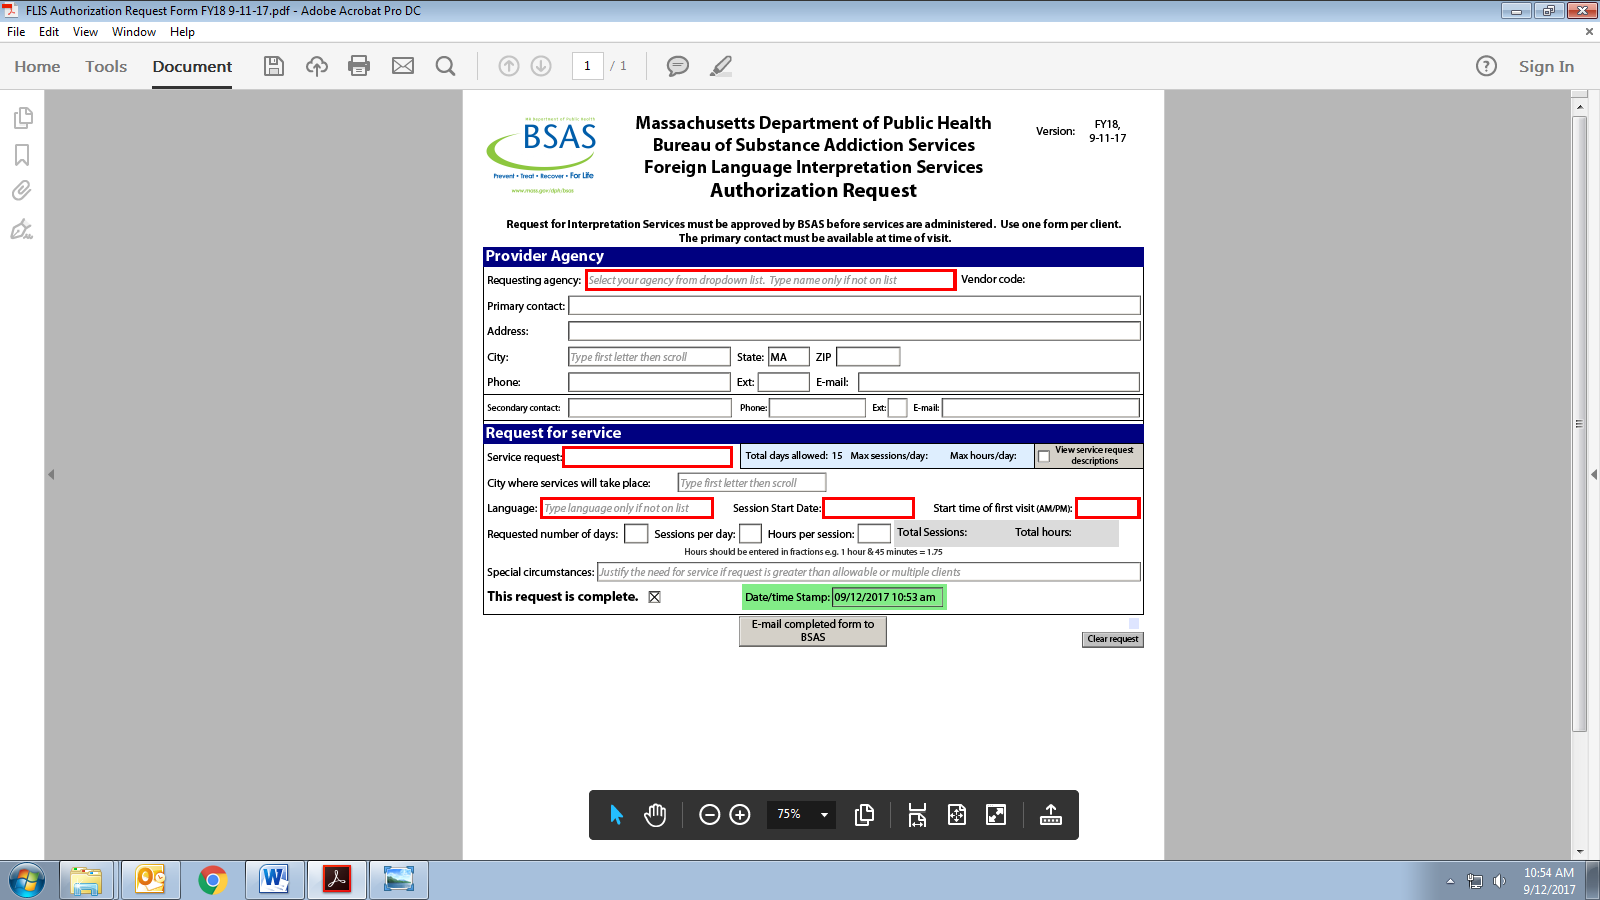 FLIS Authorization Request Form FY18 9-11-17.pdf - Adobe Acrobat Pro DC
File Edit View Window Help
Home Tools Document 1 / 1 Sign In
An Department of Public Health
BSAS
Prevent • Treat • Recover • For Life
www.mass.gov/dph/bsas
Massachusetts Department of Public Health
Bureau of Substance Addiction Services
Foreign Language Interpretation Services
Authorization Request
Version: FY18,
9-11-17
Request for Interpretation Services must be approved by BSAS before services are administered. Use one form per client.
The primary contact must be available at time of visit.
Provider Agency
Requesting agency: Select your agency from dropdown list. Type name only if not on list Vendor code:
Primary contact:
Address:
City: Type first letter then scroll State: MA ZIP
Phone: Ext: E-mail:
Secondary contact: Phone: Ext: E-mail:
Request for service
Service request: Total days allowed: 15 Max sessions/day: Max hours/day: View service request
descriptions
City where services will take place: Type first letter then scroll
Language: Type language only if not on list Session Start Date: Start time of first visit (AM/PM):
Requested number of days: Sessions per day: Hours per session: Total Sessions: Total hours:
Hours should be entered in fractions e.g. 1 hour & 45 minutes = 1.75
Special circumstances: Justify the need for service if request is greater than allowable or multiple clients
This request is complete. Date/time Stamp: 09/12/2017 10:53 am
E-mail completed form to
BSAS
Clear request
75%
10:54 AM
9/12/2017